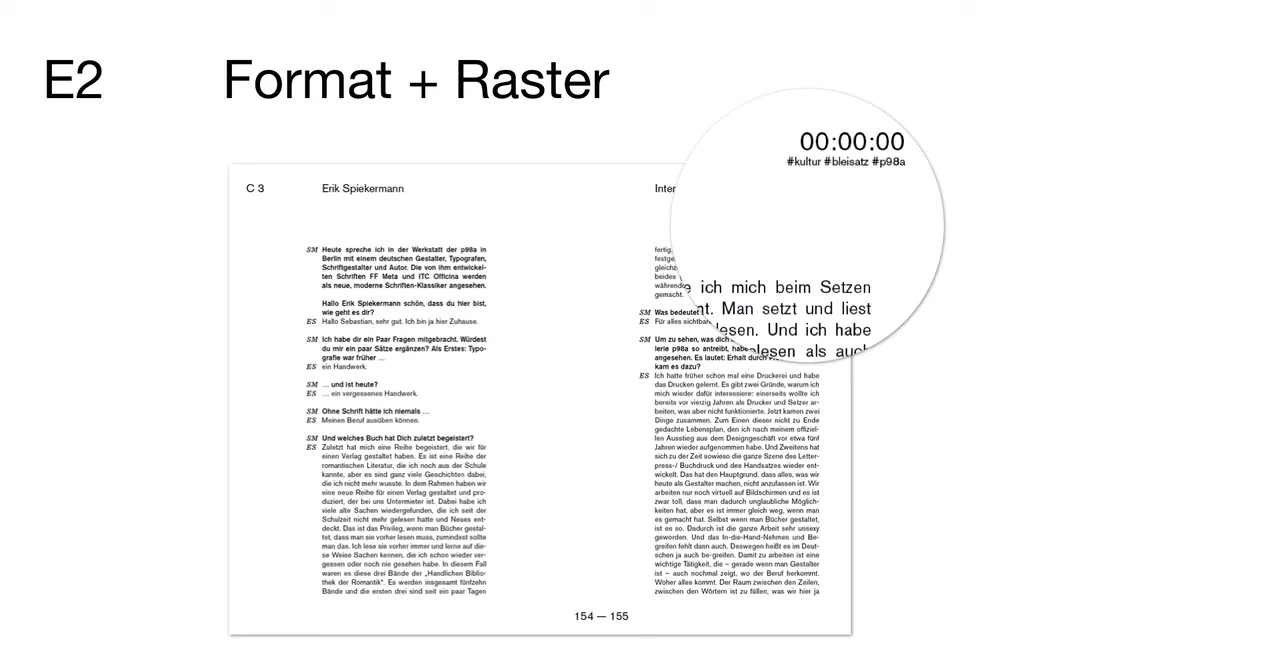 E2 Format + Raster
00:00:00
#kultur #bleisatz #p98a
C 3 Erik Spiekermann
SM Heute spreche ich in der Werkstatt der p98a in
Berlin mit einem deutschen Gestalter, Typografen,
Schriftgestalter und Autor. Die von ihm entwickel-
ten Schriften FF Meta und ITC Officina werden
als neue, moderne Schriften-Klassiker angesehen.
Hallo Erik Spiekermann schön, dass du hier bist,
wie geht es dir?
ES Hallo Sebastian, sehr gut. Ich bin ja hier Zuhause.
SM Ich habe dir ein Paar Fragen mitgebracht. Würdest
du mir ein paar Sätze ergänzen? Als Erstes: Typo-
grafie war früher …
ES ein Handwerk.
SM … und ist heute?
ES … ein vergessenes Handwerk.
SM Ohne Schrift hätte ich niemals …
ES Meinen Beruf ausüben können.
SM Und welches Buch hat Dich zuletzt begeistert?
ES Zuletzt hat mich eine Reihe begeistert, die wir für
einen Verlag gestaltet haben. Es ist eine Reihe der
romantischen Literatur, die ich noch aus der Schule
kannte, aber es sind ganz viele Geschichten dabei,
die ich nicht mehr wusste. In dem Rahmen haben wir
eine neue Reihe für einen Verlag gestaltet und pro-
duziert, der bei uns Untermieter ist. Dabei habe ich
viele alte Sachen wiedergefunden, die ich seit der
Schulzeit nicht mehr gelesen hatte und Neues ent-
deckt. Das ist das Privileg, wenn man Bücher gestal-
tet, dass man sie vorher lesen muss, zumindest sollte
man das. Ich lese sie vorher immer und lerne auf die-
se Weise Sachen kennen, die ich schon wieder ver-
gessen oder noch nie gesehen habe. In diesem Fall
waren es diese drei Bände der „Handlichen Biblio-
thek der Romantik“. Es werden insgesamt fünfzehn
Bände und die ersten drei sind seit ein paar Tagen
fertig.
beides
während
gemacht.
SM Was bedeutet
ES Für alles sichtbar
SM Um zu sehen, was dich
lerie p98a so antreibt, habe
angesehen. Es lautet: Erhalt durch
kam es dazu?
ES Ich hatte früher schon mal eine Druckerei und habe
das Drucken gelernt. Es gibt zwei Gründe, warum ich
mich wieder dafür interessiere: einerseits wollte ich
bereits vor vierzig Jahren als Drucker und Setzer ar-
beiten, was aber nicht funktionierte. Jetzt kamen zwei
Dinge zusammen. Zum Einen dieser nicht zu Ende
gedachte Lebensplan, den ich nach meinem offiziel-
len Ausstieg aus dem Designgeschäft vor etwa fünf
Jahren wieder aufgenommen habe. Und Zweitens hat
sich zu der Zeit sowieso die ganze Szene des Letter-
press-/ Buchdruck und des Handsatzes wieder ent-
wickelt. Das hat den Hauptgrund, dass alles, was wir
heute als Gestalter machen, nicht anzufassen ist. Wir
arbeiten nur noch virtuell auf Bildschirmen und es ist
zwar toll, dass man dadurch unglaubliche Möglich-
keiten hat, aber es ist immer gleich weg, wenn man
es gemacht hat. Selbst wenn man Bücher gestaltet,
ist es so. Dadurch ist die ganze Arbeit sehr unsexy
geworden. Und das In-die-Hand-Nehmen und Be-
greifen fehlt dann auch. Deswegen heißt es im Deut-
schen ja auch be-greifen. Damit zu arbeiten ist eine
wichtige Tätigkeit, die – gerade wenn man Gestalter
ist – auch nochmal zeigt, wo der Beruf herkommt.
Woher alles kommt. Der Raum zwischen den Zeilen,
zwischen den Wörtern ist zu füllen, was wir hier ja
ich mich beim Setzen
Man setzt und liest
lesen. Und ich habe
lesen als auch
154 — 155